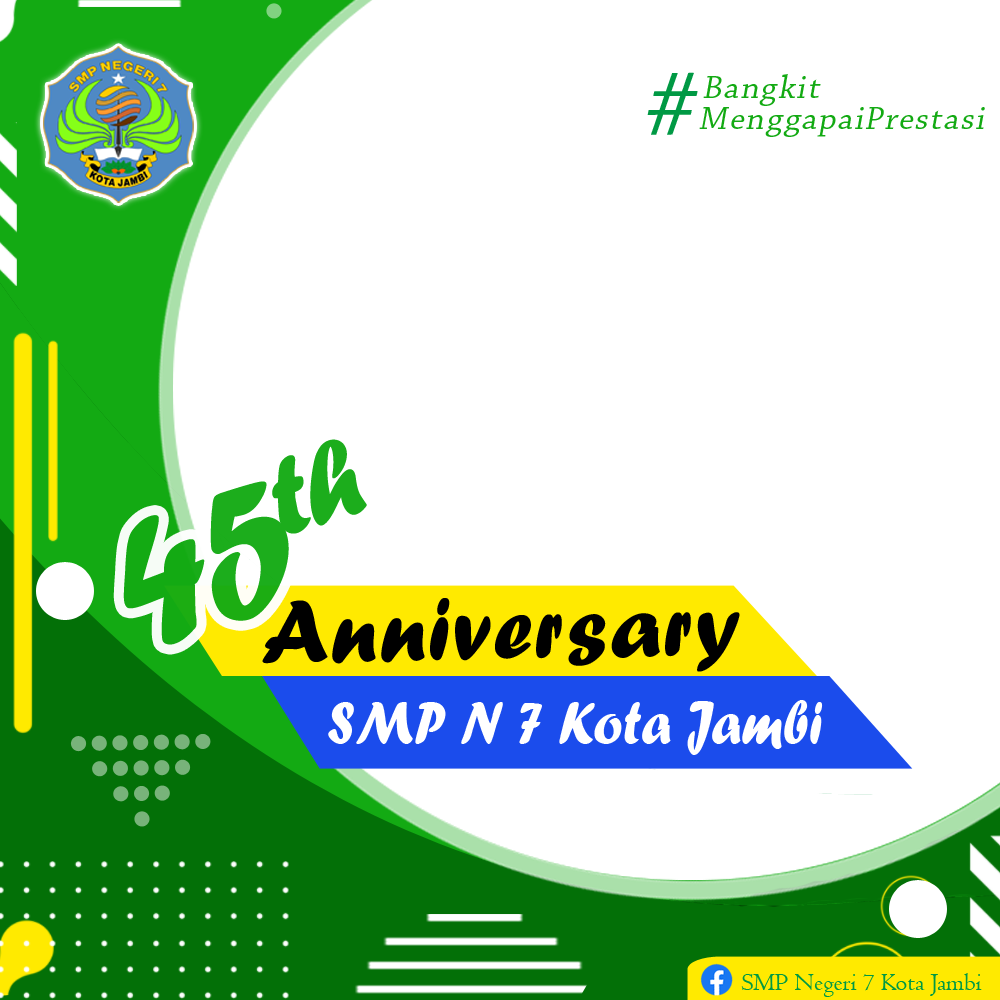 SMP NEGERI 7
KOTA JAMBI
#Bangkit
MenggapaiPrestasi
45th
Anniversary
SMP N 7 Kota Jambi
SMP Negeri 7 Kota Jambi